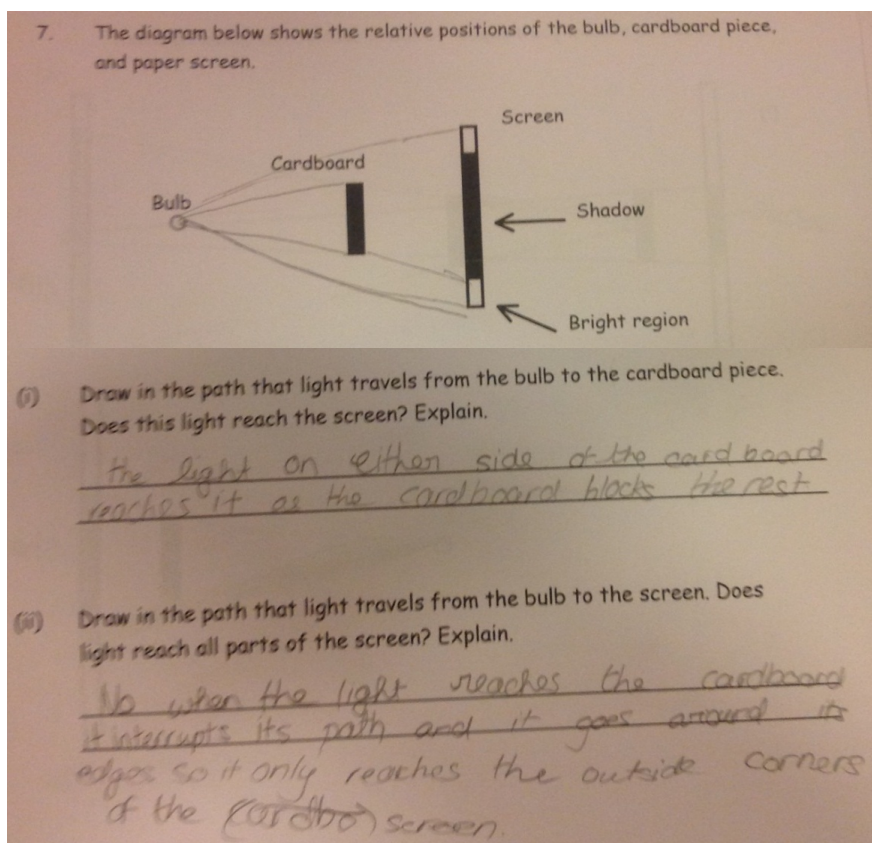 7. The diagram below shows the relative positions of the bulb, cardboard piece,
and paper screen.
Screen
Cardboard
Bulb
Shadow
Bright region
(i) Draw in the path that light travels from the bulb to the cardboard piece.
Does this light reach the screen? Explain.
the light on either side of the card board
reaches it as the cardboard blocks the rest
(ii) Draw in the path that light travels from the bulb to the screen. Does
light reach all parts of the screen? Explain.
No when the light reaches the cardboard
it interrupts its path and it goes around its
edges so it only reaches the outside corners
of the (cardbo) screen.